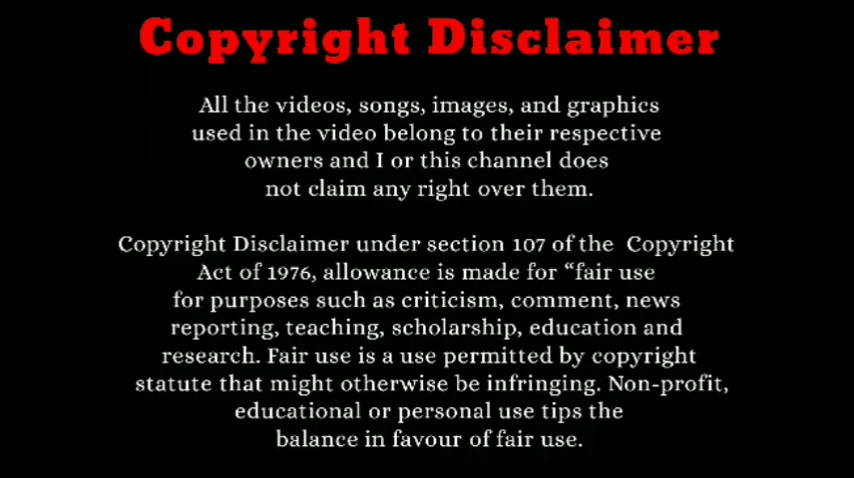 Copyright Disclaimer
All the videos, songs, images, and graphics
used in the video belong to their respective
owners and I or this channel does
not claim any right over them.
Copyright Disclaimer under section 107 of the Copyright
Act of 1976, allowance is made for “fair use
for purposes such as criticism, comment, news
reporting, teaching, scholarship, education and
research. Fair use is a use permitted by copyright
statute that might otherwise be infringing. Non-profit,
educational or personal use tips the
balance in favour of fair use.